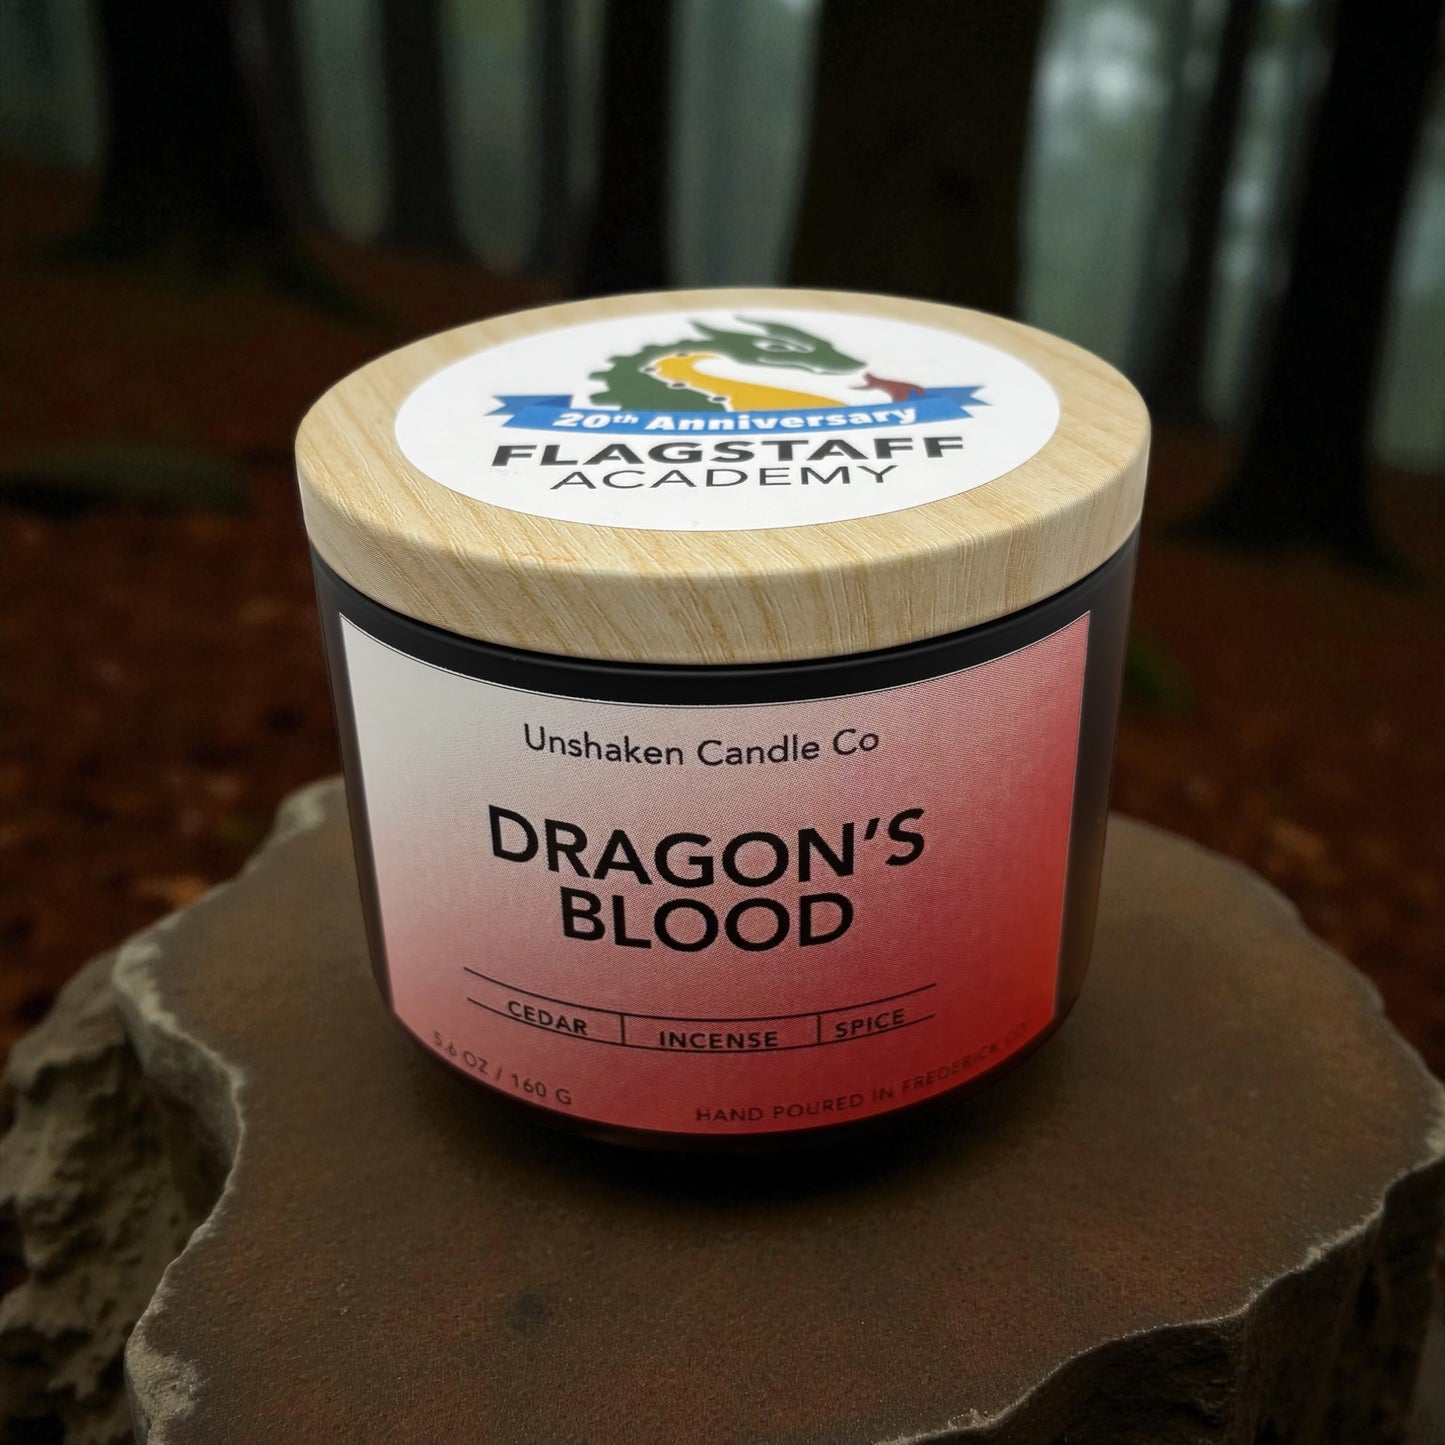 20th Anniversary
FLAGSTAFF
ACADEMY
Unshaken Candle Co
DRAGON'S
BLOOD
CEDAR INCENSE SPICE
5.6 OZ / 160 G HAND POURED IN FREDERICK CO